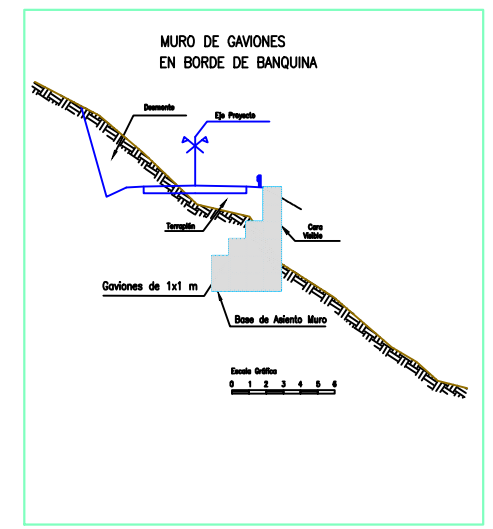 MURO DE GAVIONES
EN BORDE DE BANQUINA
Desmonte
Eje Proyecto
Terraplén
Cara
Visible
Gaviones de 1x1 m
Base de Asiento Muro
Escala Gráfica
0 1 2 3 4 5 6